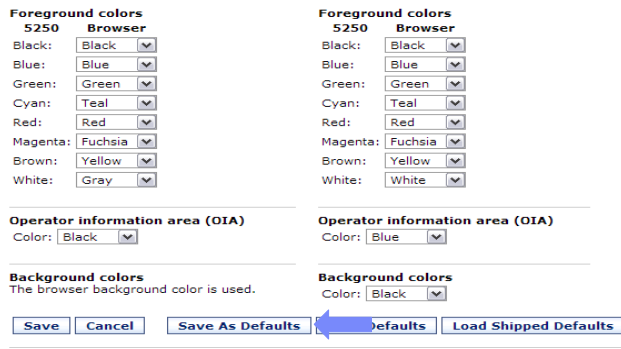 Foreground colors Foreground colors
5250 Browser 5250 Browser
Black: Black Black: Black
Blue: Blue Blue: Blue
Green: Green Green: Green
Cyan: Teal Cyan: Teal
Red: Red Red: Red
Magenta: Fuchsia Magenta: Fuchsia
Brown: Yellow Brown: Yellow
White: Gray White: White
Operator information area (OIA) Operator information area (OIA)
Color: Black Color: Blue
Background colors Background colors
The browser background color is used. Color: Black
Save Cancel Save As Defaults Defaults Load Shipped Defaults